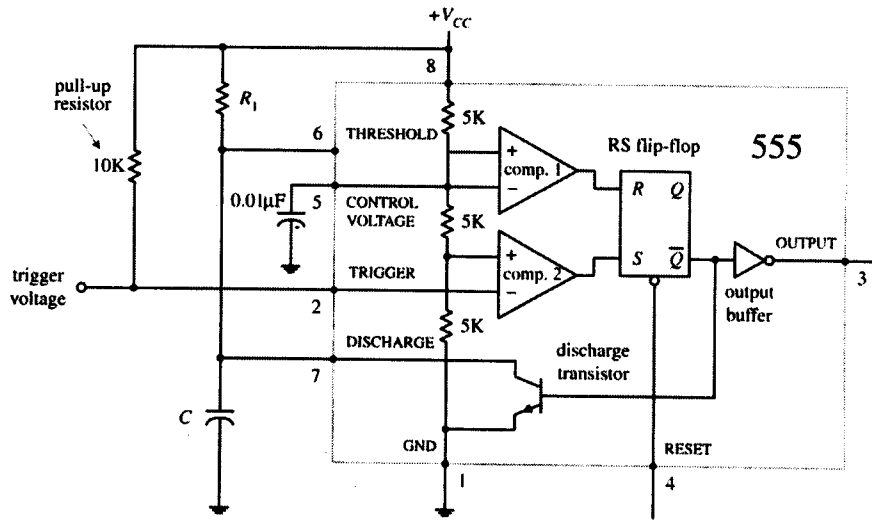 +V_CC
8
pull-up
resistor
R₁
6
THRESHOLD
5K
RS flip-flop
555
10K
+
comp. 1
−
0.01µF
5
CONTROL
VOLTAGE
R
Q
5K
trigger
voltage
TRIGGER
2
+
comp. 2
−
S
Q̅
OUTPUT
3
output
buffer
5K
DISCHARGE
7
discharge
transistor
C
GND
1
RESET
4